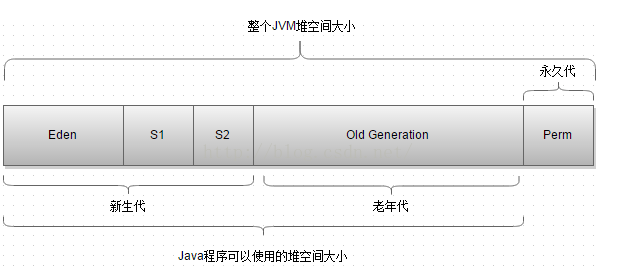 整个JVM堆空间大小
永久代
Eden
S1
S2
Old Generation
Perm
新生代
老年代
Java程序可以使用的堆空间大小